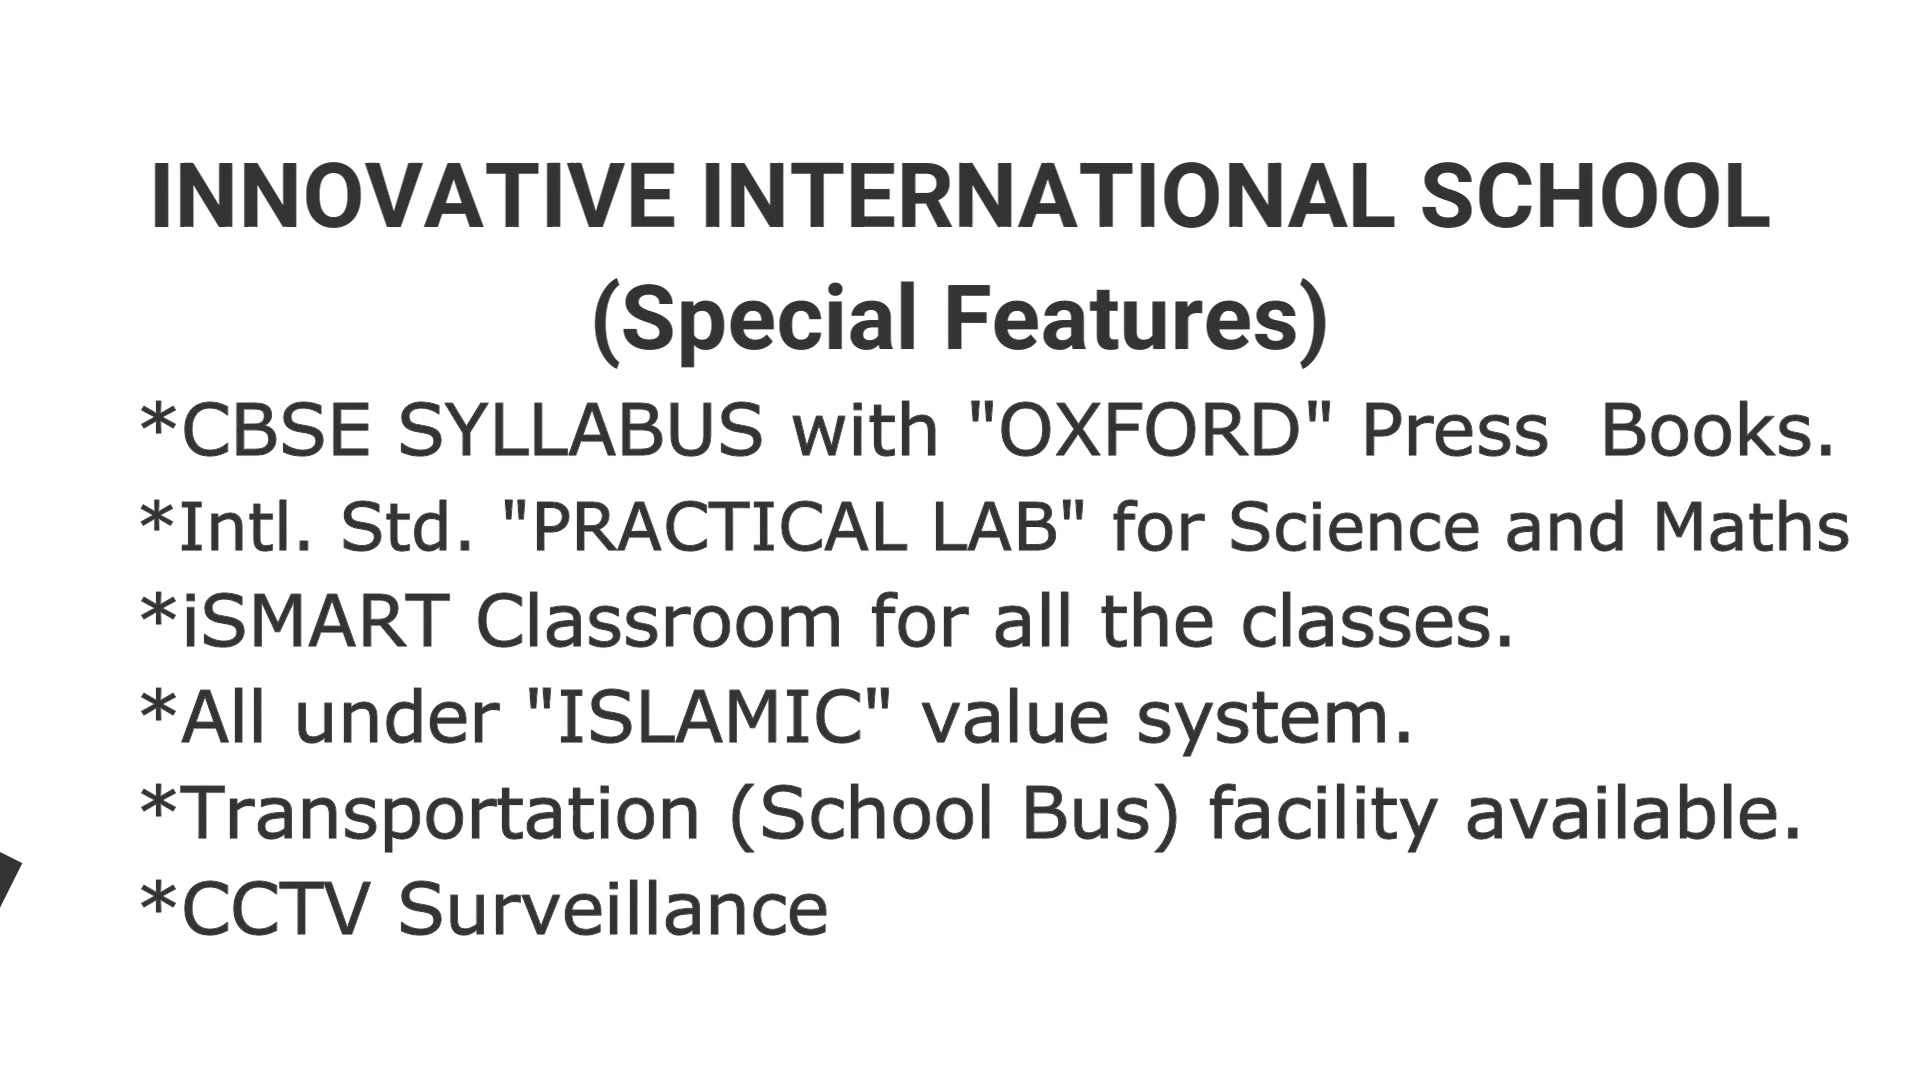 INNOVATIVE INTERNATIONAL SCHOOL
(Special Features)
*CBSE SYLLABUS with "OXFORD" Press  Books.
*Intl. Std. "PRACTICAL LAB" for Science and Maths
*iSMART Classroom for all the classes.
*All under "ISLAMIC" value system.
*Transportation (School Bus) facility available.
*CCTV Surveillance